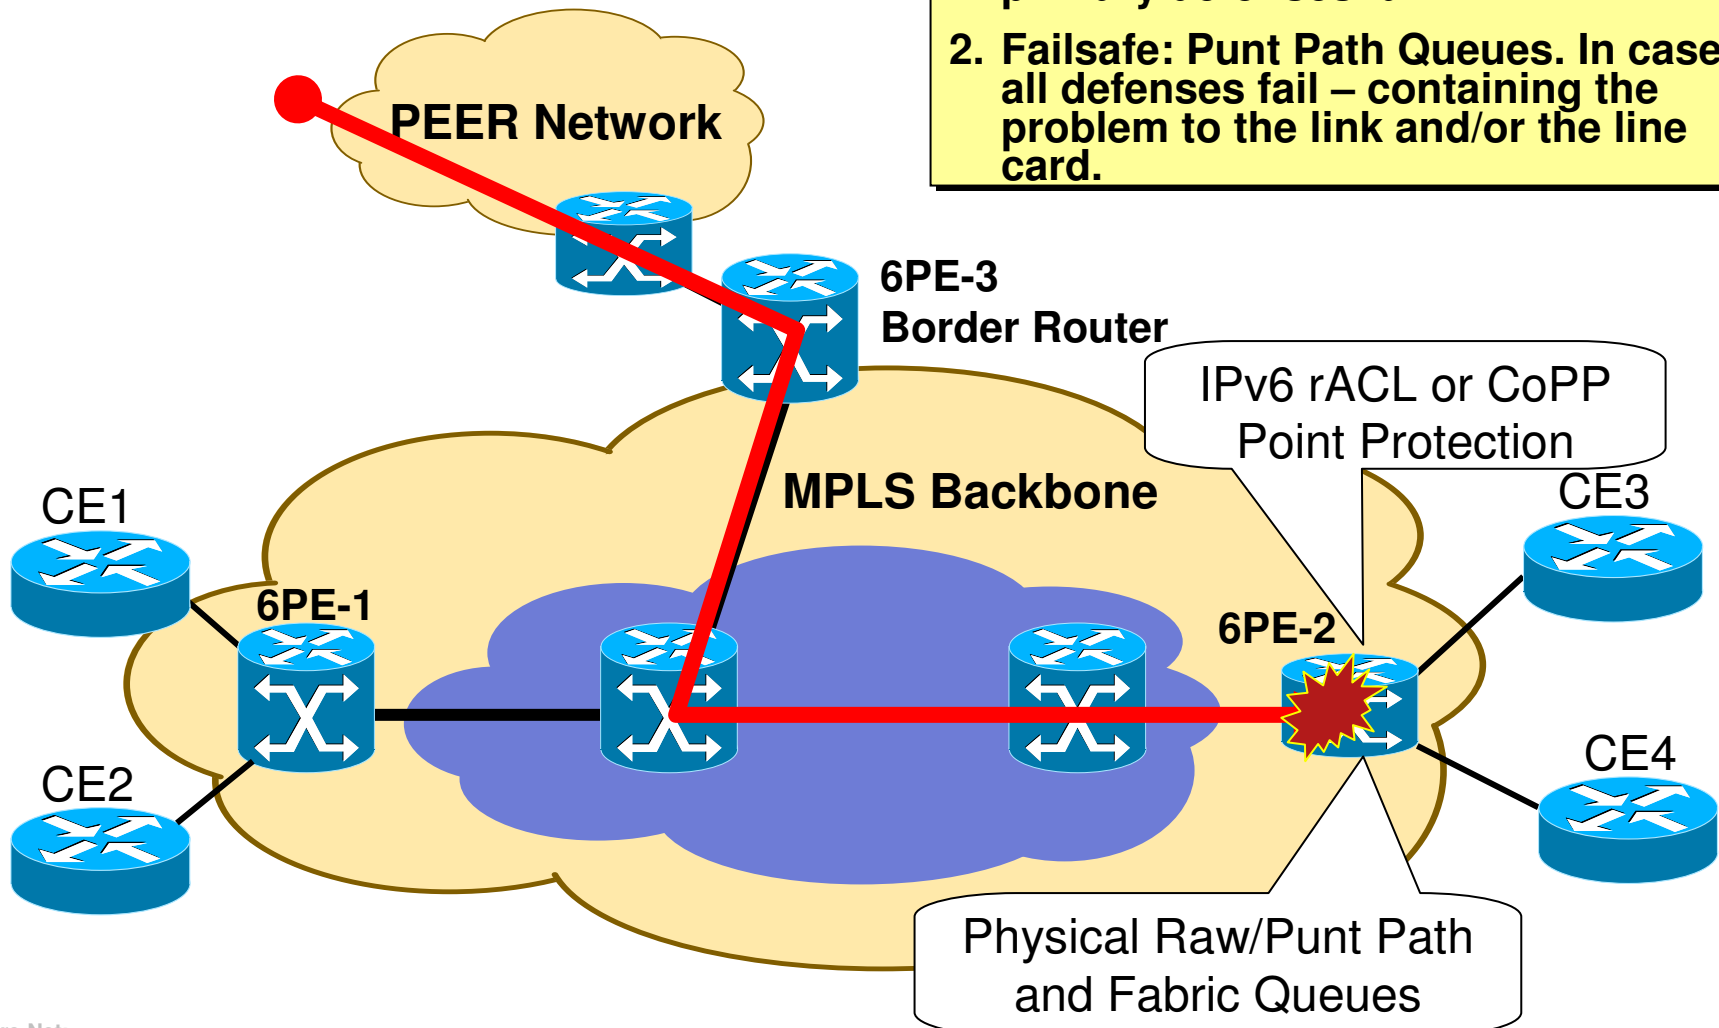 2. Failsafe: Punt Path Queues. In case
all defenses fail – containing the
problem to the link and/or the line
card.
PEER Network
6PE-3
Border Router
IPv6 rACL or CoPP
Point Protection
MPLS Backbone
CE1
CE3
6PE-1
6PE-2
CE2
CE4
Physical Raw/Punt Path
and Fabric Queues